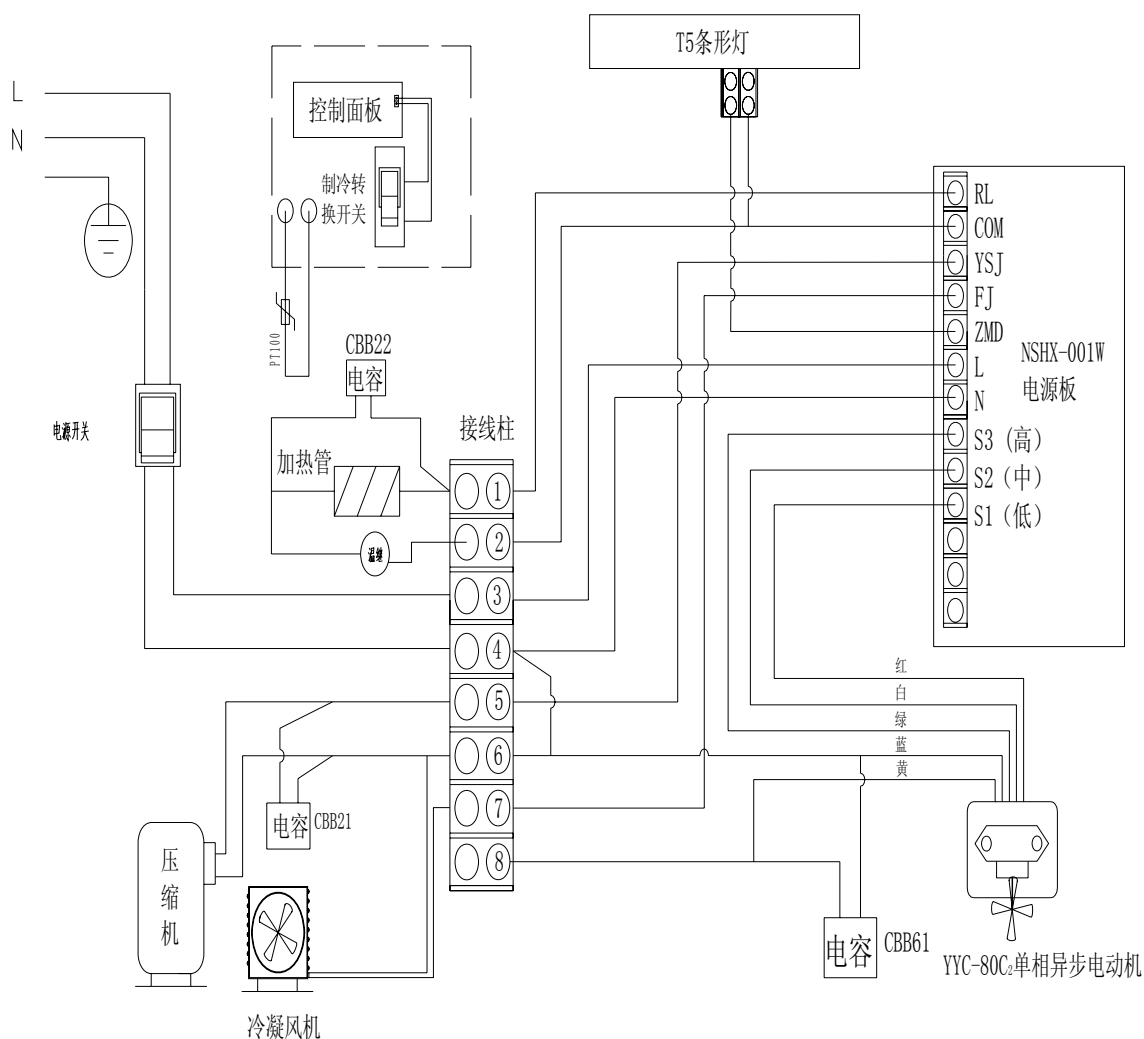 T5条形灯
L
N
控制面板
制冷转
换开关
PT100
RL
COM
YSJ
FJ
ZMD
L
N
S3 (高)
S2 (中)
S1 (低)
NSHX-001W
电源板
CBB22
电容
电源开关
接线柱
加热管
温继
1
2
3
4
5
6
7
8
红
白
绿
蓝
黄
电容
CBB21
压
缩
机
冷凝风机
电容
CBB61
YYC-80C₂单相异步电动机